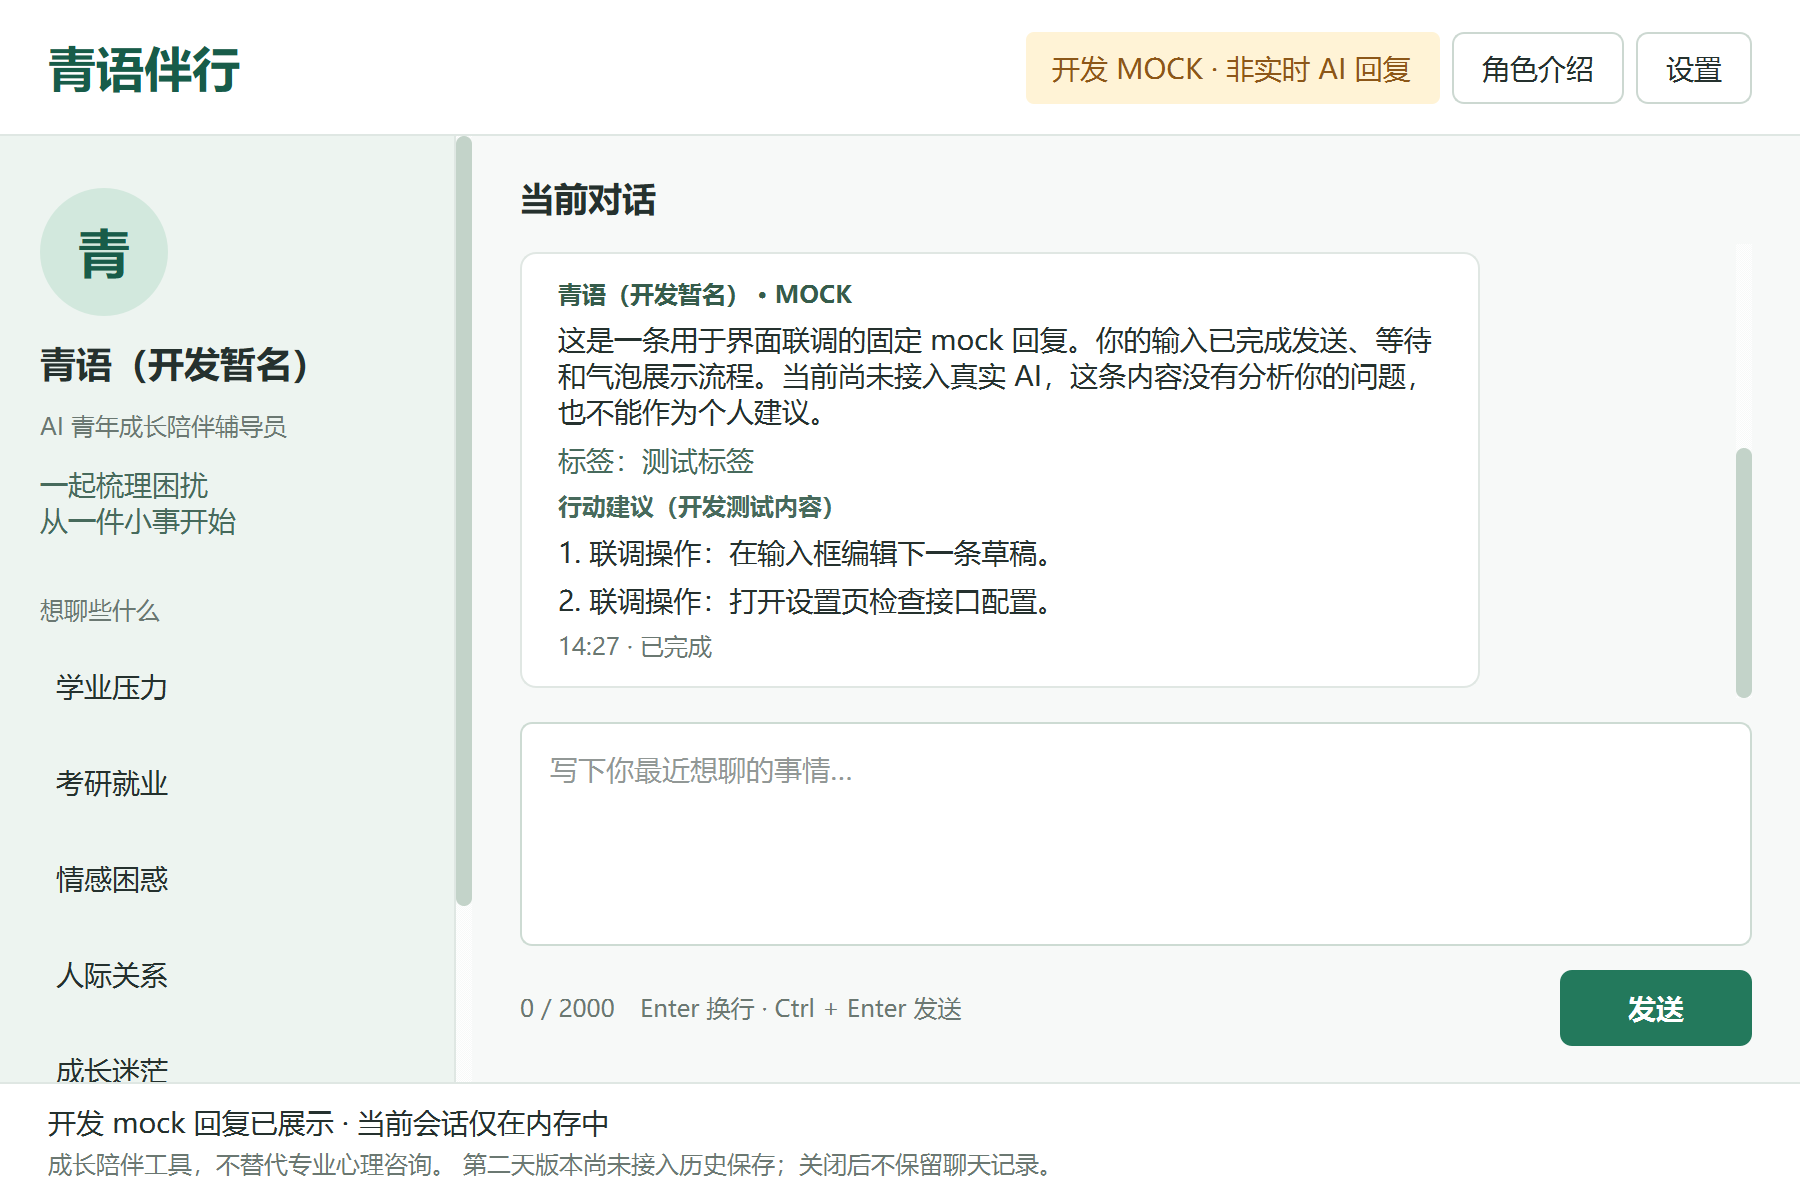 青语伴行
开发 MOCK · 非实时 AI 回复
角色介绍
设置
青
青语（开发暂名）
AI 青年成长陪伴辅导员
一起梳理困扰
从一件小事开始
想聊些什么
学业压力
考研就业
情感困惑
人际关系
成长迷茫
当前对话
青语（开发暂名） • MOCK
这是一条用于界面联调的固定 mock 回复。你的输入已完成发送、等待
和气泡展示流程。当前尚未接入真实 AI，这条内容没有分析你的问题，
也不能作为个人建议。
标签：测试标签
行动建议（开发测试内容）
1. 联调操作：在输入框编辑下一条草稿。
2. 联调操作：打开设置页检查接口配置。
14:27 · 已完成
写下你最近想聊的事情...
0 / 2000 Enter 换行 · Ctrl + Enter 发送
发送
开发 mock 回复已展示 · 当前会话仅在内存中
成长陪伴工具，不替代专业心理咨询。 第二天版本尚未接入历史保存；关闭后不保留聊天记录。